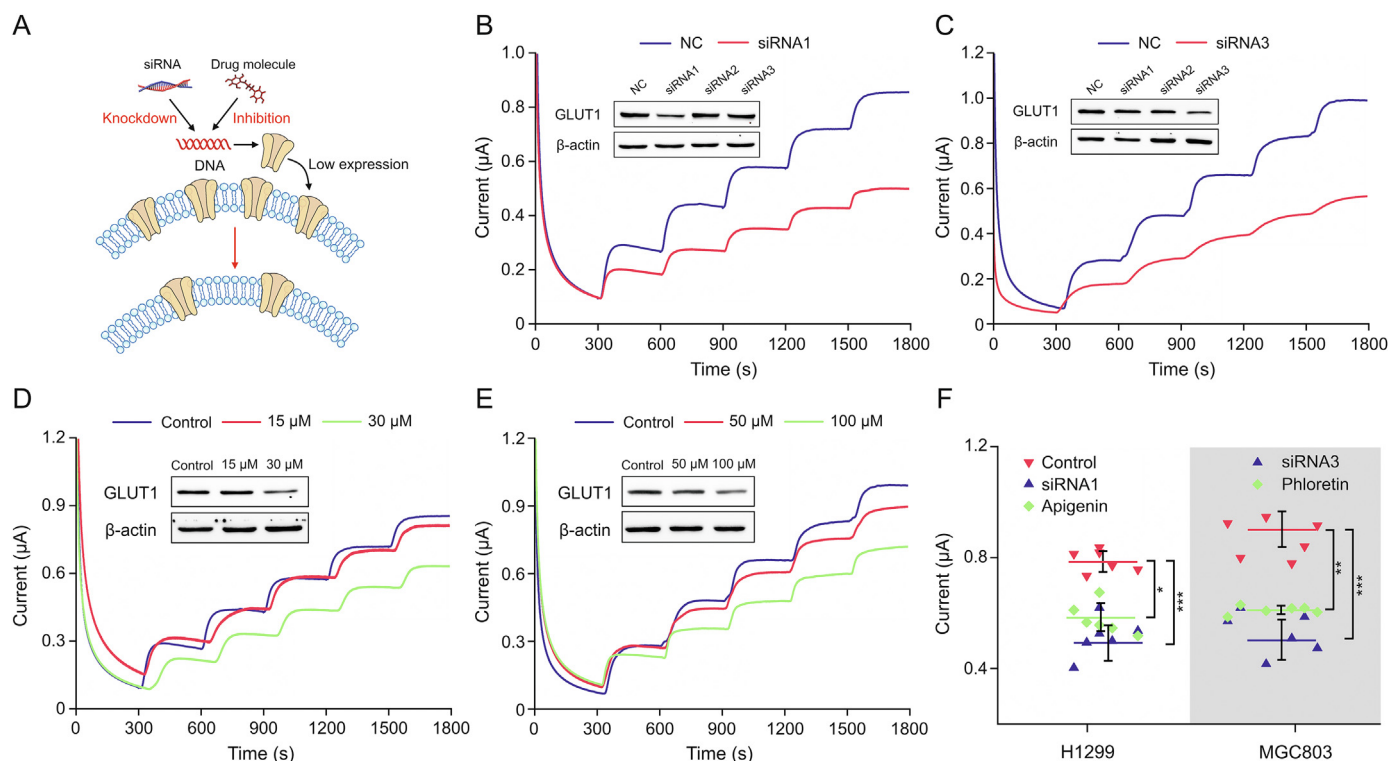 A
siRNA
Drug molecule
Knockdown
Inhibition
DNA
Low expression
B
NC
siRNA1
NC
siRNA1
siRNA2
siRNA3
GLUT1
β-actin
Current (μA)
1.0
0.8
0.6
0.4
0.2
0
0
300
600
900
1200
1500
1800
Time (s)
C
NC
siRNA3
NC
siRNA1
siRNA2
siRNA3
GLUT1
β-actin
Current (μA)
1.2
1.0
0.8
0.6
0.4
0.2
0
0
300
600
900
1200
1500
1800
Time (s)
D
Control
15 μM
30 μM
Control
15 μM
30 μM
GLUT1
β-actin
Current (μA)
1.2
0.9
0.6
0.3
0
0
300
600
900
1200
1500
1800
Time (s)
E
Control
50 μM
100 μM
Control
50 μM
100 μM
GLUT1
β-actin
Current (μA)
1.2
0.9
0.6
0.3
0
0
300
600
900
1200
1500
1800
Time (s)
F
Control
siRNA1
Apigenin
siRNA3
Phloretin
Current (μA)
1.2
0.8
0.4
*
***
**
***
H1299
MGC803